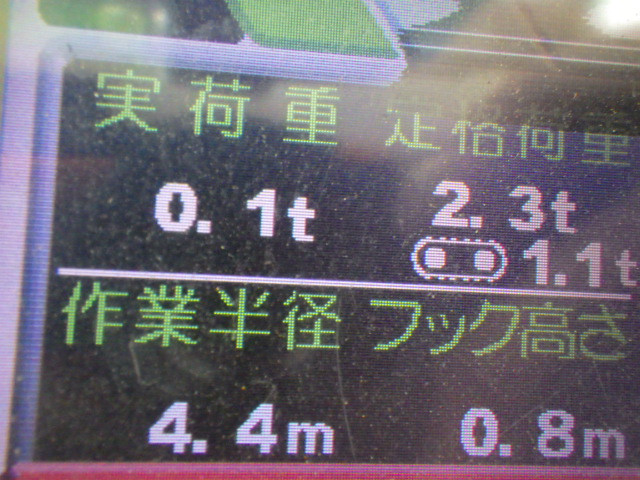 実荷重 定格荷重
0.1t 2.3t
1.1t
作業半径 フック高さ
4.4m 0.8m